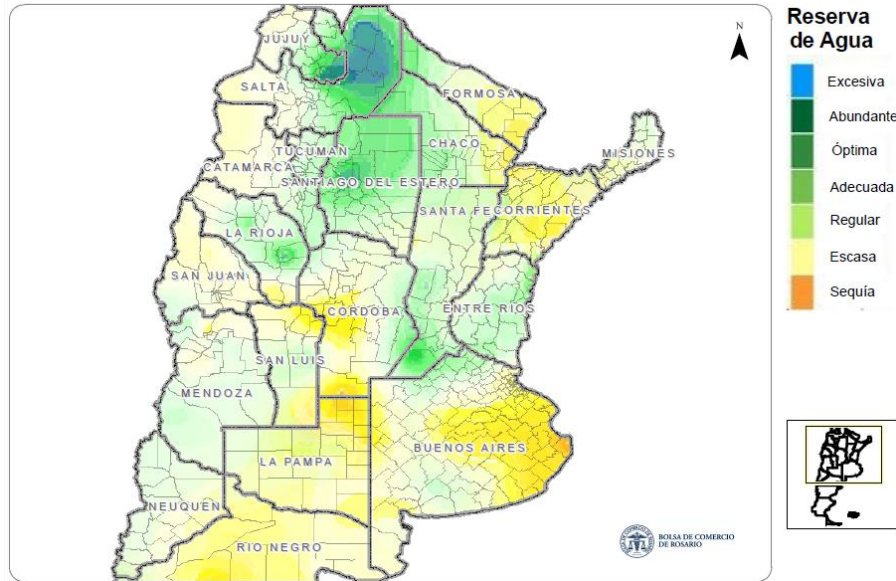 N
Reserva
de Agua
Excesiva
Abundante
Óptima
Adecuada
Regular
Escasa
Sequía
JUJUY
SALTA
FORMOSA
CHACO
TUCUMAN
MISIONES
CATAMARCA
SANTIAGO DEL ESTERO
SANTA FE
CORRIENTES
LA RIOJA
SAN JUAN
CORDOBA
ENTRE RIOS
SAN LUIS
MENDOZA
BUENOS AIRES
LA PAMPA
NEUQUEN
RIO NEGRO
BOLSA DE COMERCIO
DE ROSARIO